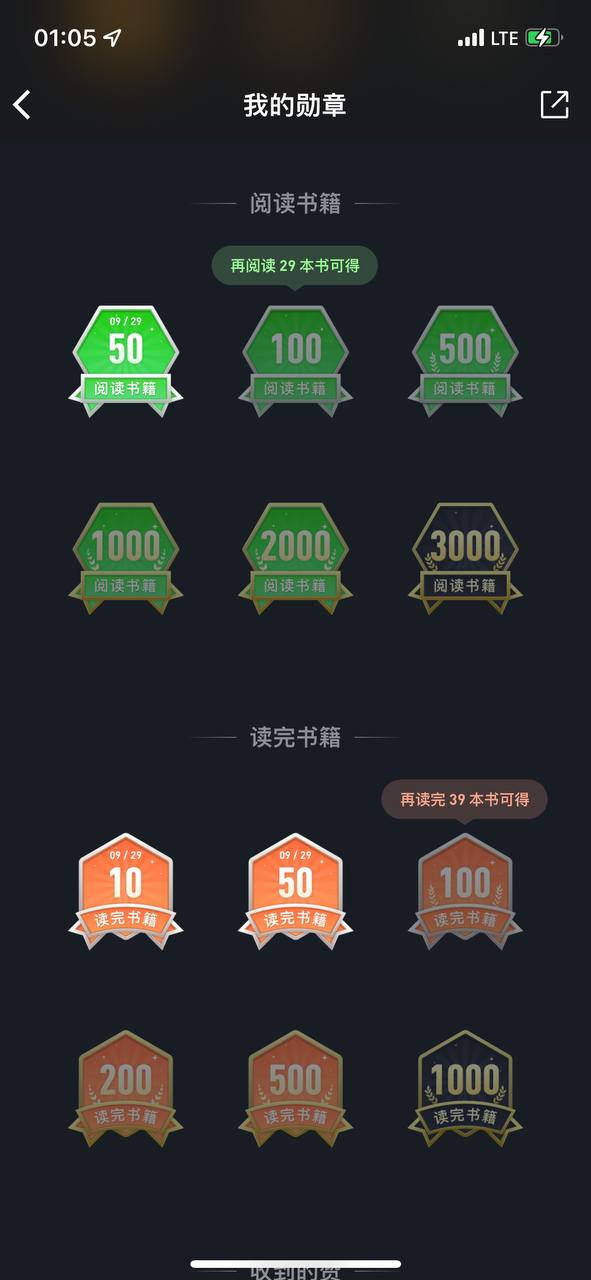 01:05 LTE
我的勋章
阅读书籍
再阅读 29 本书可得
09 / 29
50
阅读书籍
100
阅读书籍
500
阅读书籍
1000
阅读书籍
2000
阅读书籍
3000
阅读书籍
读完书籍
再读完 39 本书可得
09 / 29
10
读完书籍
09 / 29
50
读完书籍
100
读完书籍
200
读完书籍
500
读完书籍
1000
读完书籍
收到的赞